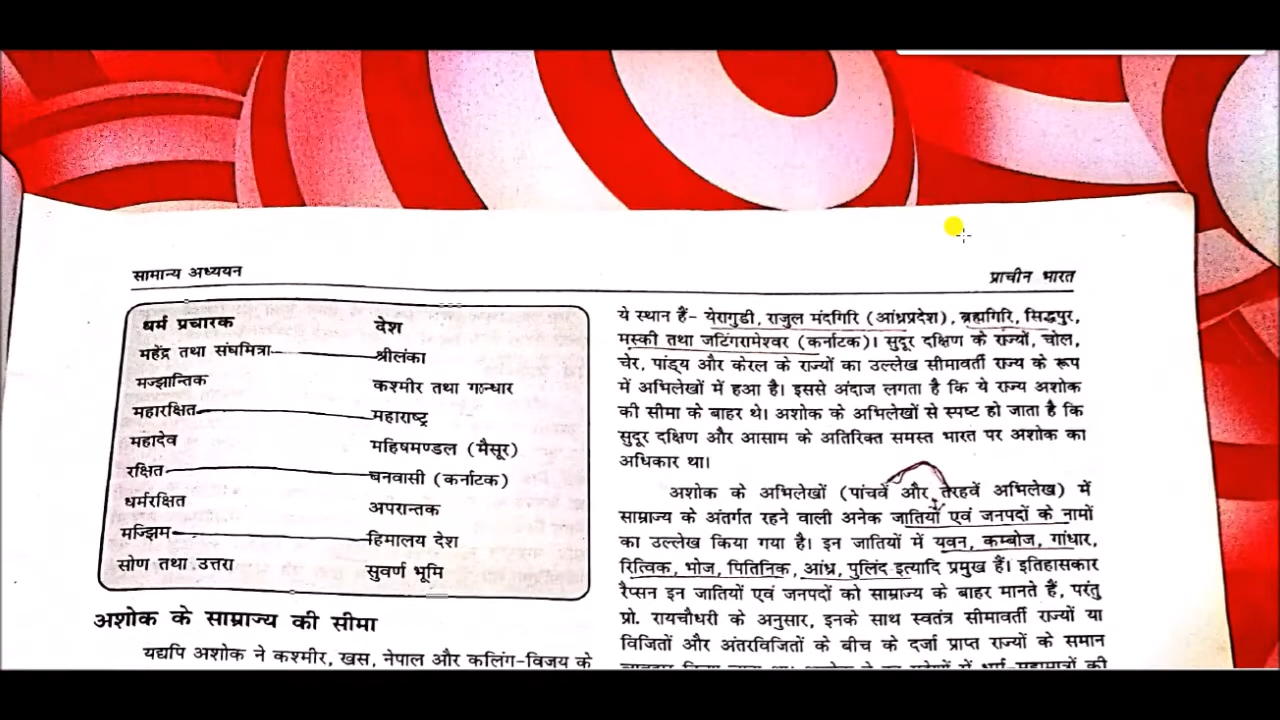 सामान्य अध्ययन
प्राचीन भारत
धर्म प्रचारक देश
महेंद्र तथा संघमित्रा श्रीलंका
मज्झान्तिक कश्मीर तथा गन्धार
महारक्षित महाराष्ट्र
महादेव महिषमण्डल (मैसूर)
रक्षित बनवासी (कर्नाटक)
धर्मरक्षित अपरान्तक
मज्झिम हिमालय देश
सोण तथा उत्तरा सुवर्ण भूमि
अशोक के साम्राज्य की सीमा
यद्यपि अशोक ने कश्मीर, खस, नेपाल और कलिंग-विजय के
ये स्थान हैं- येरागुडी, राजुल मंदगिरि (आंध्रप्रदेश), ब्रह्मगिरि, सिद्धपुर,
मस्की तथा जटिंगरामेश्वर (कर्नाटक)। सुदूर दक्षिण के राज्यों, चोल,
चेर, पांड्य और केरल के राज्यों का उल्लेख सीमावर्ती राज्य के रूप
में अभिलेखों में हआ है। इससे अंदाज लगता है कि ये राज्य अशोक
की सीमा के बाहर थे। अशोक के अभिलेखों से स्पष्ट हो जाता है कि
सुदूर दक्षिण और आसाम के अतिरिक्त समस्त भारत पर अशोक का
अधिकार था।
अशोक के अभिलेखों (पांचवें और तेरहवें अभिलेख) में
साम्राज्य के अंतर्गत रहने वाली अनेक जातियों एवं जनपदों के नामों
का उल्लेख किया गया है। इन जातियों में यवन, कम्बोज, गांधार,
रित्विक, भोज, पितिनिक, आंध्र, पुलिंद इत्यादि प्रमुख हैं। इतिहासकार
रैप्सन इन जातियों एवं जनपदों को साम्राज्य के बाहर मानते हैं, परंतु
प्रो. रायचौधरी के अनुसार, इनके साथ स्वतंत्र सीमावर्ती राज्यों या
विजितों और अंतरविजितों के बीच के दर्जा प्राप्त राज्यों के समान